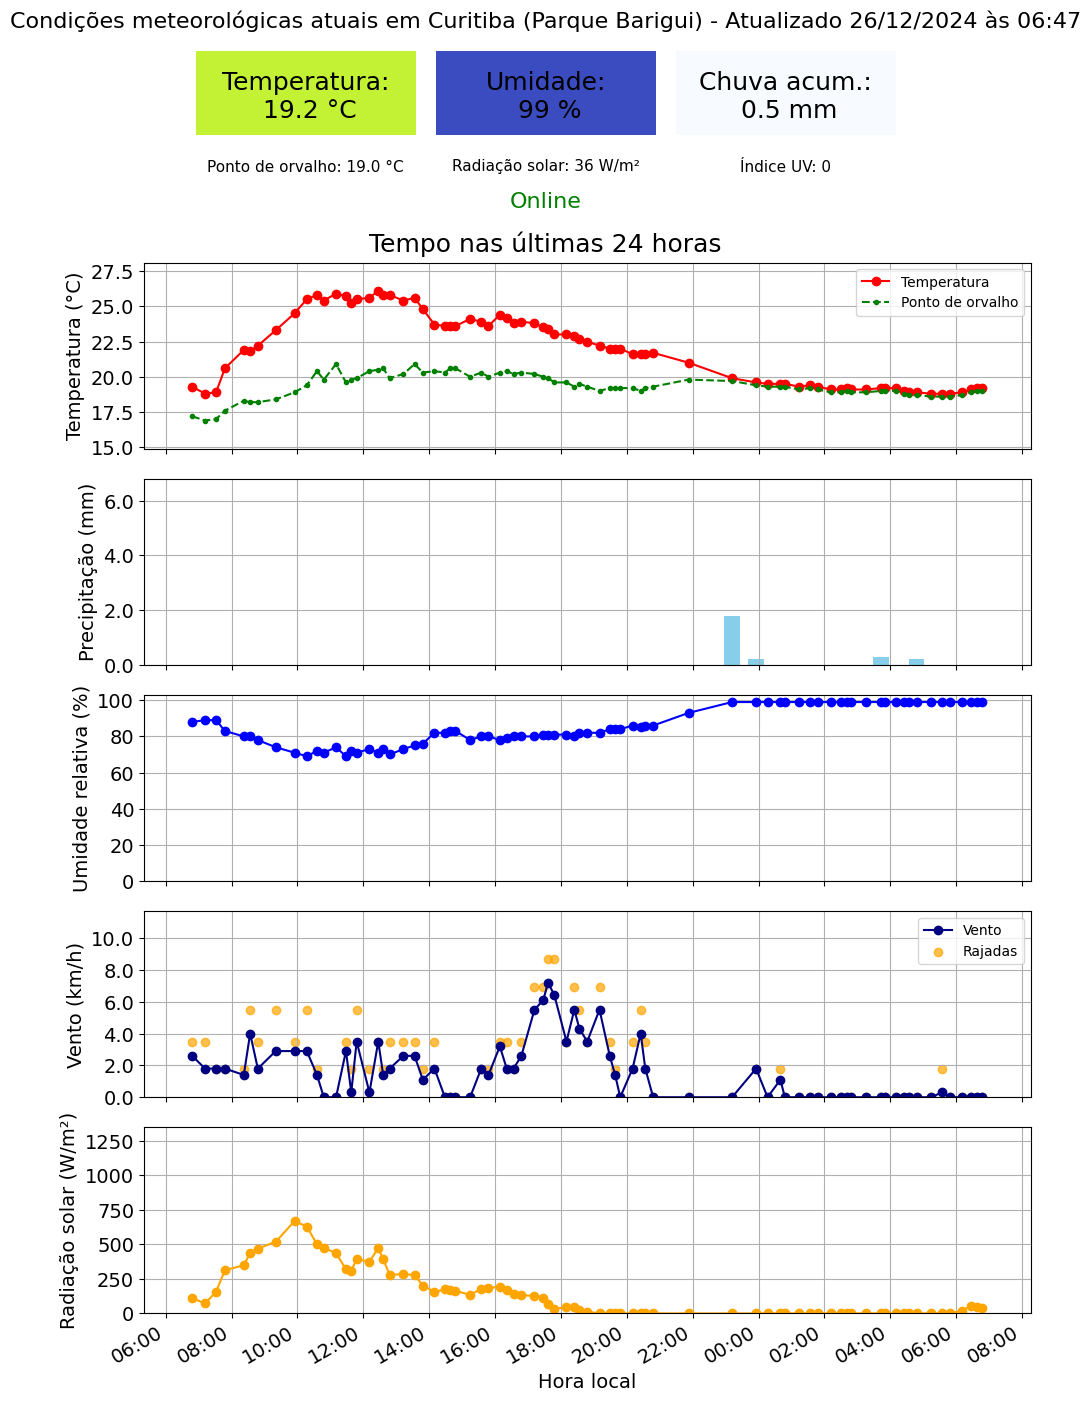 Condições meteorológicas atuais em Curitiba (Parque Barigui) - Atualizado 26/12/2024 às 06:47
Temperatura:
19.2 °C
Umidade:
99 %
Chuva acum.:
0.5 mm
Ponto de orvalho: 19.0 °C
Radiação solar: 36 W/m²
Índice UV: 0
Online
Tempo nas últimas 24 horas
Temperatura (°C)
27.5
25.0
22.5
20.0
17.5
15.0
Temperatura
Ponto de orvalho
Precipitação (mm)
6.0
4.0
2.0
0.0
Umidade relativa (%)
100
80
60
40
20
0
Vento (km/h)
10.0
8.0
6.0
4.0
2.0
0.0
Vento
Rajadas
Radiação solar (W/m²)
1250
1000
750
500
250
0
06:00
08:00
10:00
12:00
14:00
16:00
18:00
20:00
22:00
00:00
02:00
04:00
06:00
08:00
Hora local